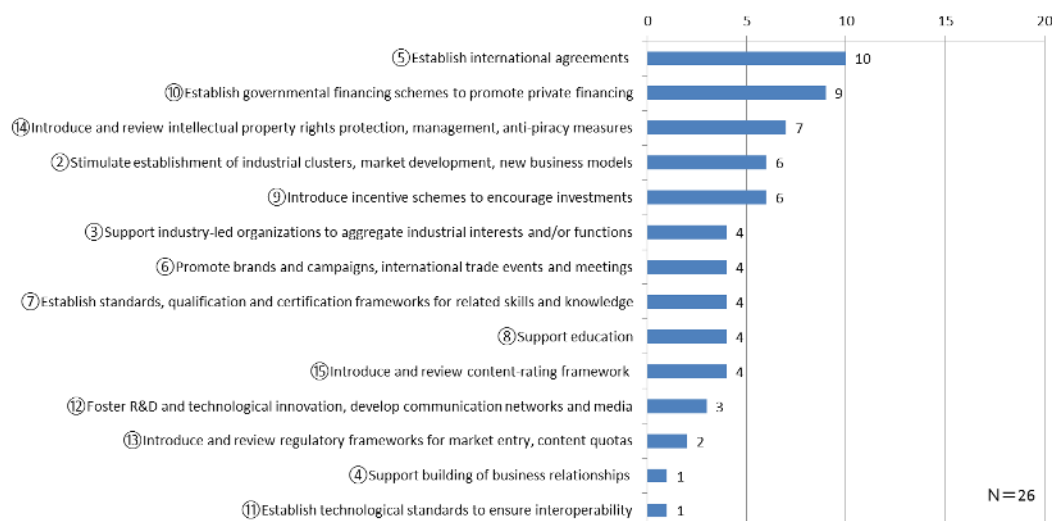 0 5 10 15 20
⑤Establish international agreements 10
⑩Establish governmental financing schemes to promote private financing 9
⑭Introduce and review intellectual property rights protection, management, anti-piracy measures 7
②Stimulate establishment of industrial clusters, market development, new business models 6
⑨Introduce incentive schemes to encourage investments 6
③Support industry-led organizations to aggregate industrial interests and/or functions 4
⑥Promote brands and campaigns, international trade events and meetings 4
⑦Establish standards, qualification and certification frameworks for related skills and knowledge 4
⑧Support education 4
⑮Introduce and review content-rating framework 4
⑫Foster R&D and technological innovation, develop communication networks and media 3
⑬Introduce and review regulatory frameworks for market entry, content quotas 2
④Support building of business relationships 1
⑪Establish technological standards to ensure interoperability 1
N=26